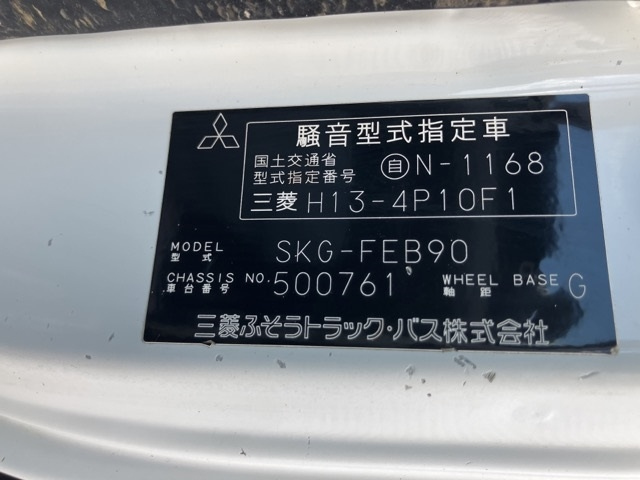 騒音型式指定車
国土交通省
型式指定番号 自N-1168
三菱 H13-4P10F1
MODEL
型式 SKG-FEB90
CHASSIS NO.
車台番号 500761 WHEEL BASE
軸距 G
三菱ふそうトラック・バス株式会社